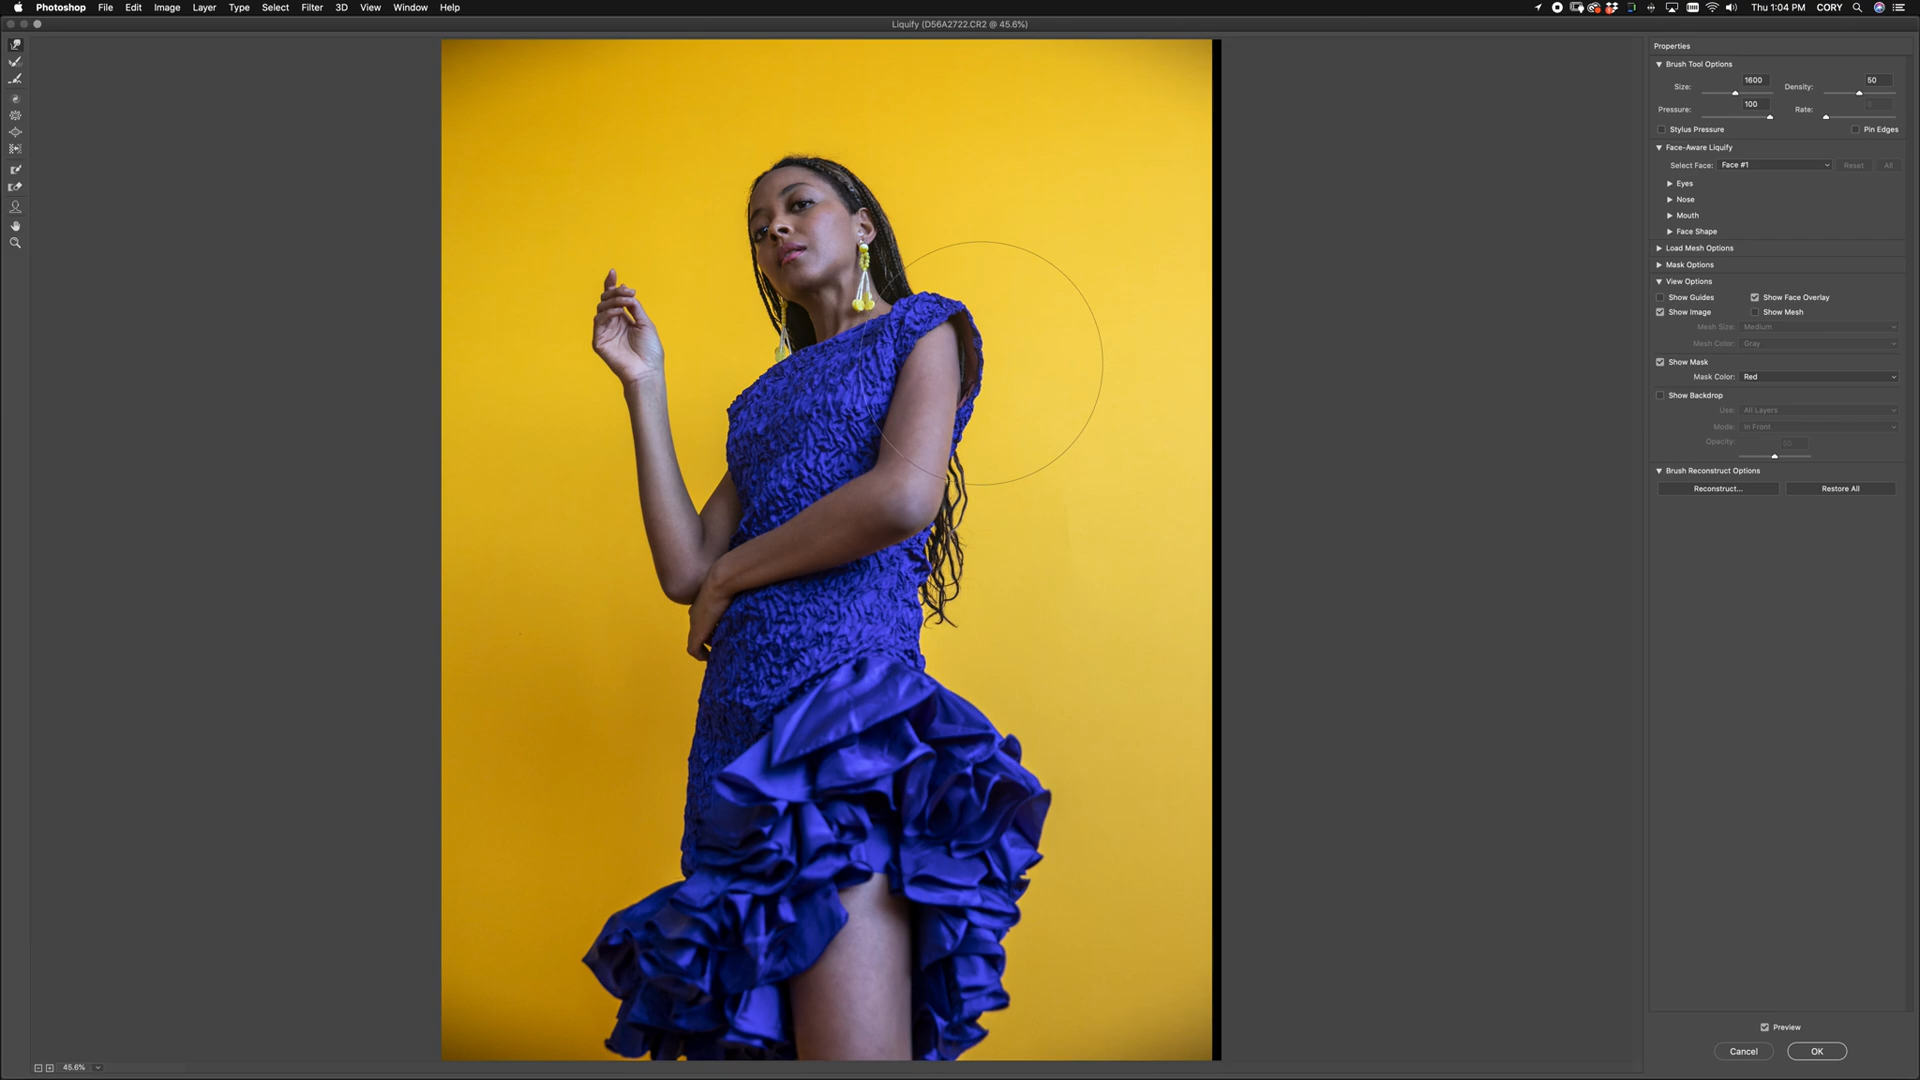 Photoshop File Edit Image Layer Type Select Filter 3D View Window Help Thu 1:04 PM CORY
Liquify (D56A2722.CR2 @ 45.6%)
Properties
Brush Tool Options
Size: 1600 Density: 50
Pressure: 100 Rate:
Stylus Pressure Pin Edges
Face-Aware Liquify
Select Face: Face #1 Reset All
Eyes
Nose
Mouth
Face Shape
Load Mesh Options
Mask Options
View Options
Show Guides Show Face Overlay
Show Image Show Mesh
Mesh Size: Medium
Mesh Color: Gray
Show Mask
Mask Color: Red
Show Backdrop
Use: All Layers
Mode: In Front
Opacity:
Brush Reconstruct Options
Reconstruct... Restore All
Preview
Cancel OK
45.6%